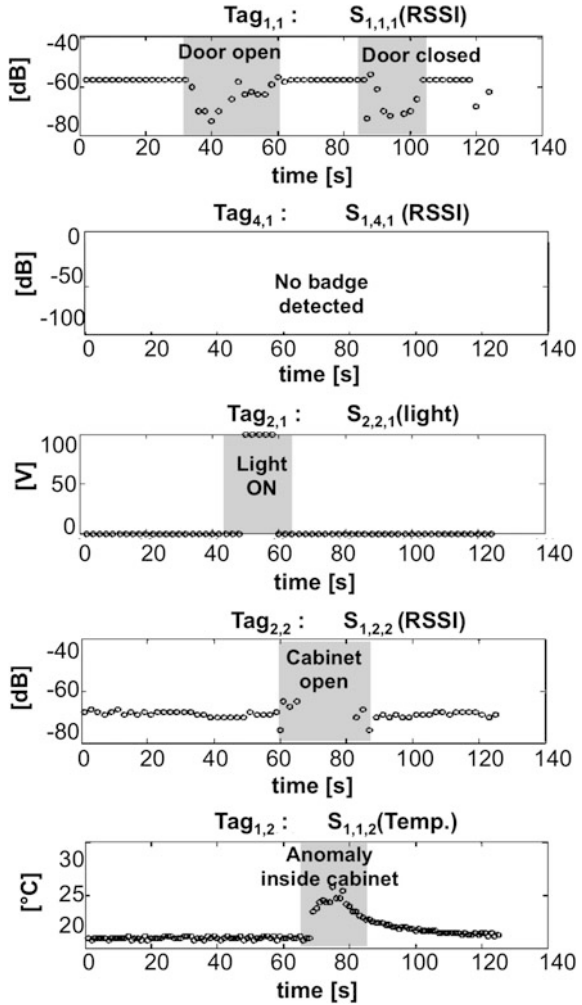 Tag1,1 : S1,1,1(RSSI)
[dB]
-40
-60
-80
Door open
Door closed
0 20 40 60 80 100 120 140
time [s]
Tag4,1 : S1,4,1 (RSSI)
[dB]
0
-50
-100
No badge
detected
0 20 40 60 80 100 120 140
time [s]
Tag2,1 : S2,2,1(light)
[V]
100
50
0
Light
ON
0 20 40 60 80 100 120 140
time [s]
Tag2,2 : S1,2,2 (RSSI)
[dB]
-40
-60
-80
Cabinet
open
0 20 40 60 80 100 120 140
time [s]
Tag1,2 : S1,1,2(Temp.)
[°C]
30
25
20
Anomaly
inside cabinet
0 20 40 60 80 100 120 140
time [s]